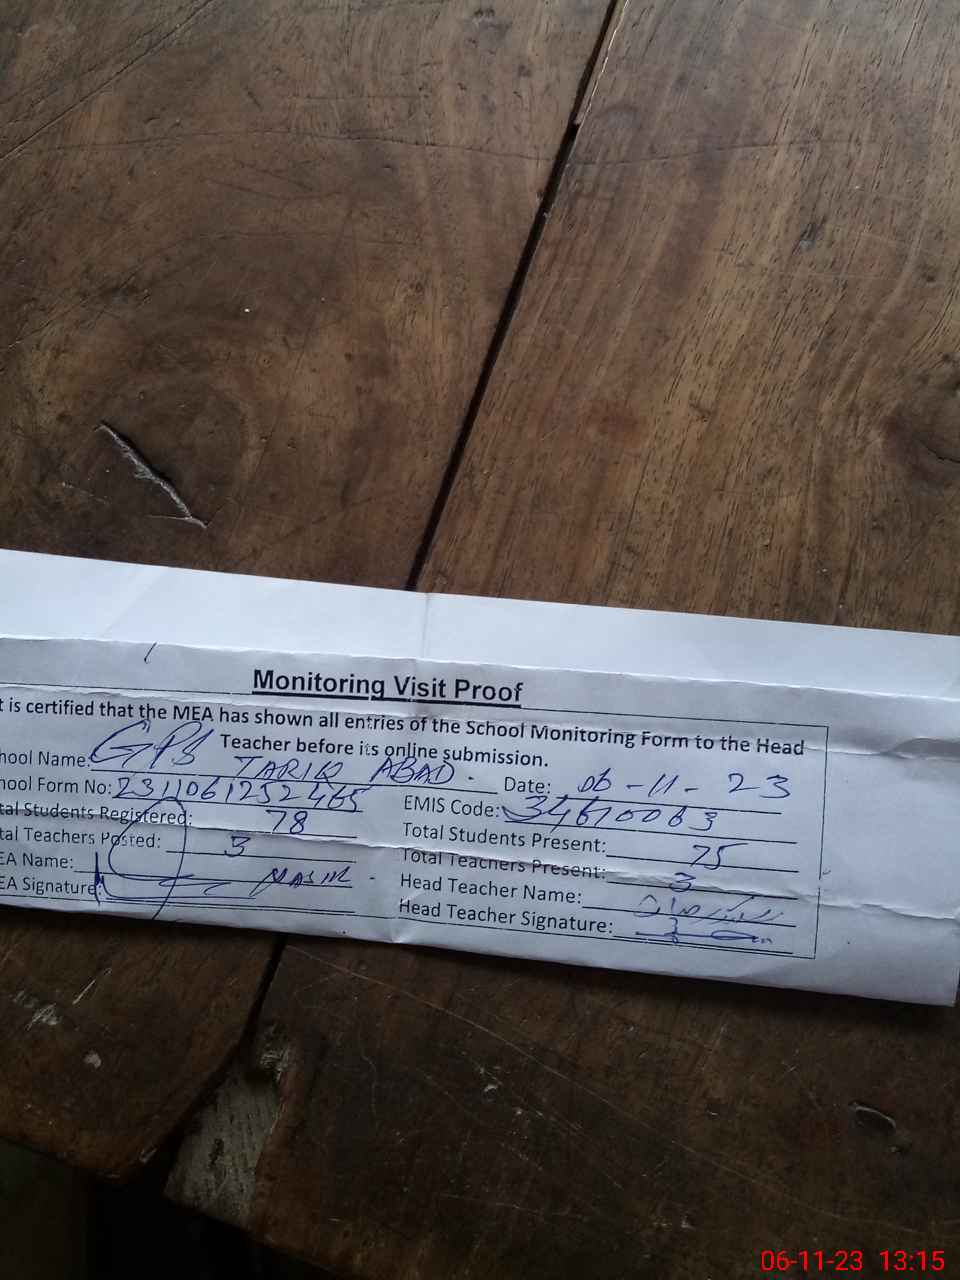 Monitoring Visit Proof
t is certified that the MEA has shown all entries of the School Monitoring Form to the Head
Teacher before its online submission.
hool Name: GPS TARIQ ABAD. Date: 06-11-23
hool Form No: 2311061252465 EMIS Code: 34610063
tal Students Registered: 78 Total Students Present: 75
tal Teachers Posted: 3 Total Teachers Present: 3
EA Name: NASIR Head Teacher Name:
EA Signature: Head Teacher Signature:
06-11-23 13:15